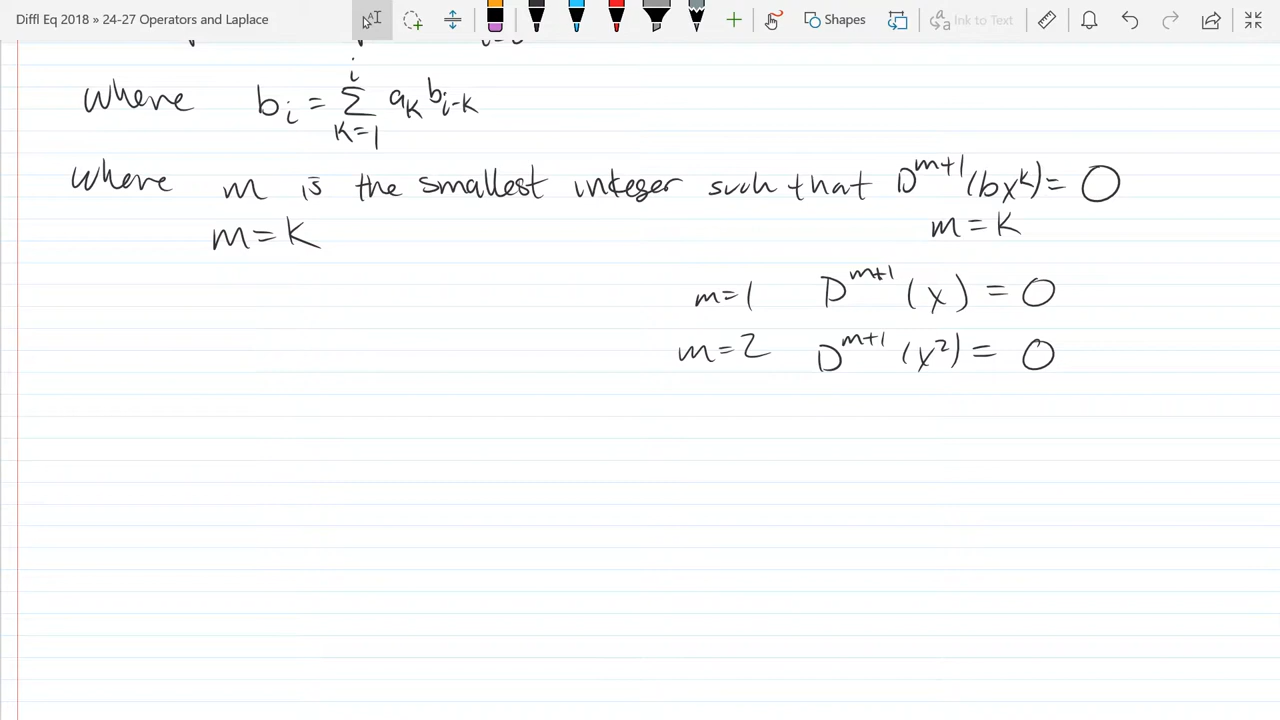 Diffl Eq 2018 » 24-27 Operators and Laplace
Shapes
Ink to Text
where b_i = Σ_{k=1}^{i} a_k b_{i-k}
where m is the smallest integer such that D^{m+1}(bx^k) = 0
m = k
m = k
m=1 D^{m+1}(x) = 0
m=2 D^{m+1}(x^2) = 0